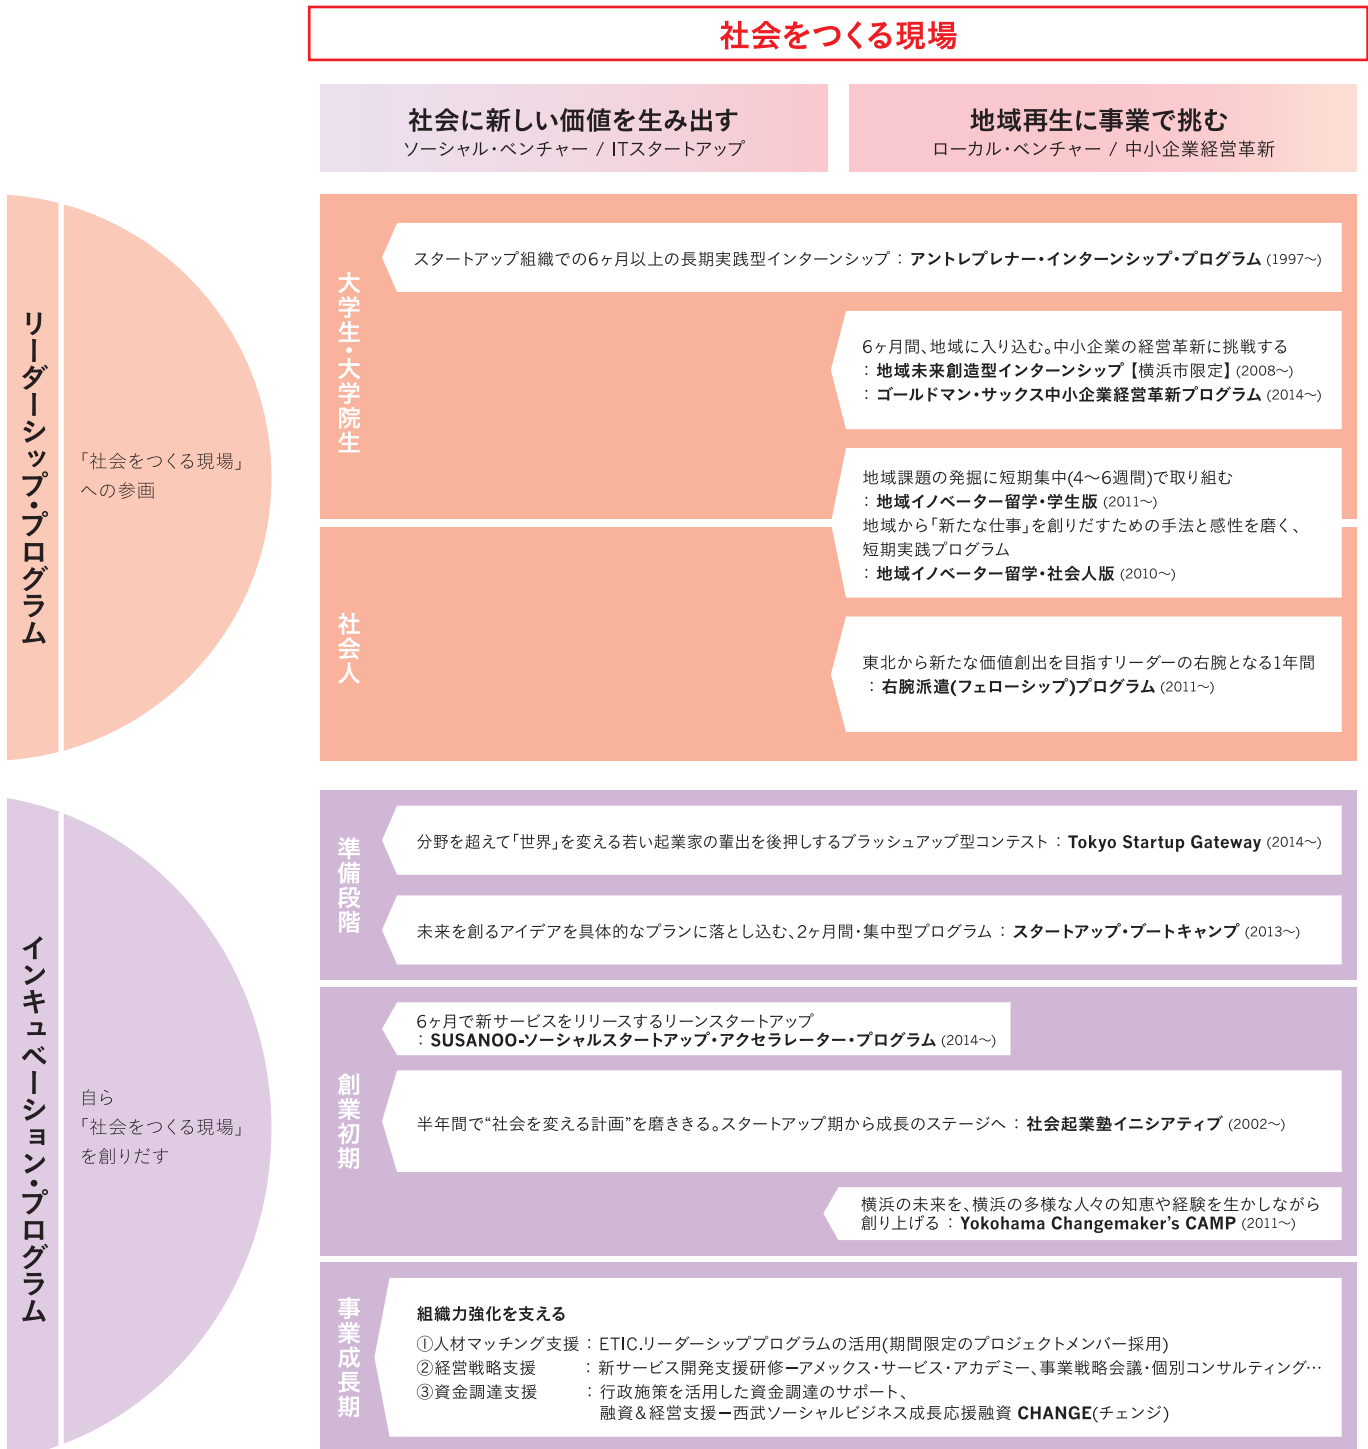 社会をつくる現場
社会に新しい価値を生み出す
ソーシャル・ベンチャー / ITスタートアップ
地域再生に事業で挑む
ローカル・ベンチャー / 中小企業経営革新
リーダーシップ・プログラム
「社会をつくる現場」
への参画
大学生・大学院生
スタートアップ組織での6ヶ月以上の長期実践型インターンシップ：アントレプレナー・インターンシップ・プログラム (1997〜)
6ヶ月間、地域に入り込む。中小企業の経営革新に挑戦する
：地域未来創造型インターンシップ【横浜市限定】(2008〜)
：ゴールドマン・サックス中小企業経営革新プログラム (2014〜)
地域課題の発掘に短期集中(4〜6週間)で取り組む
：地域イノベーター留学・学生版 (2011〜)
地域から「新たな仕事」を創りだすための手法と感性を磨く、
短期実践プログラム
：地域イノベーター留学・社会人版 (2010〜)
社会人
東北から新たな価値創出を目指すリーダーの右腕となる1年間
：右腕派遣(フェローシップ)プログラム (2011〜)
インキュベーション・プログラム
自ら
「社会をつくる現場」
を創りだす
準備段階
分野を超えて「世界」を変える若い起業家の輩出を後押しするブラッシュアップ型コンテスト：Tokyo Startup Gateway (2014〜)
未来を創るアイデアを具体的なプランに落とし込む、2ヶ月間・集中型プログラム：スタートアップ・ブートキャンプ (2013〜)
創業初期
6ヶ月で新サービスをリリースするリーンスタートアップ
：SUSANOO-ソーシャルスタートアップ・アクセラレーター・プログラム (2014〜)
半年間で“社会を変える計画”を磨ききる。スタートアップ期から成長のステージへ：社会起業塾イニシアティブ (2002〜)
横浜の未来を、横浜の多様な人々の知恵や経験を生かしながら
創り上げる：Yokohama Changemaker's CAMP (2011〜)
事業成長期
組織力強化を支える
①人材マッチング支援：ETIC.リーダーシッププログラムの活用(期間限定のプロジェクトメンバー採用)
②経営戦略支援：新サービス開発支援研修ーアメックス・サービス・アカデミー、事業戦略会議・個別コンサルティング…
③資金調達支援：行政施策を活用した資金調達のサポート、
融資＆経営支援ー西武ソーシャルビジネス成長応援融資 CHANGE(チェンジ)